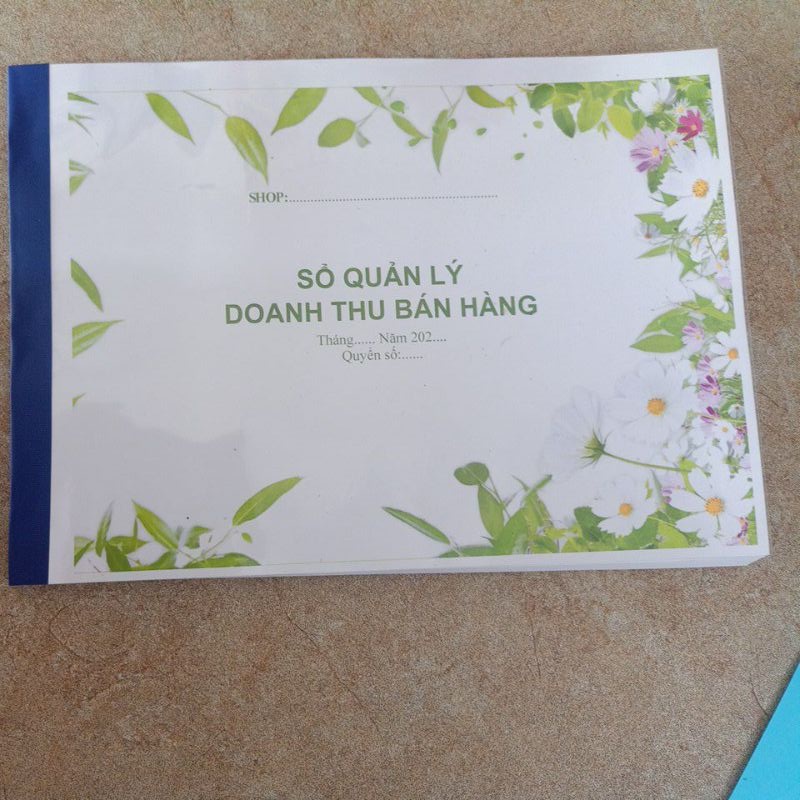 SHOP:..........................................................
SỔ QUẢN LÝ
DOANH THU BÁN HÀNG
Tháng...... Năm 202....
Quyển số:......